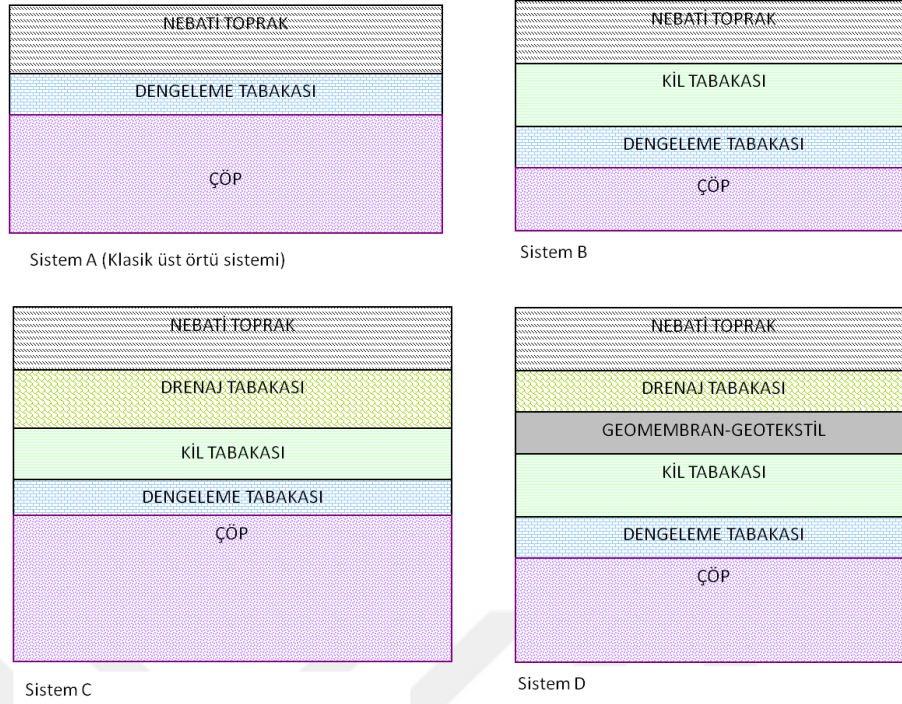 NEBATİ TOPRAK
DENGELEME TABAKASI
ÇÖP
Sistem A (Klasik üst örtü sistemi)
NEBATİ TOPRAK
KİL TABAKASI
DENGELEME TABAKASI
ÇÖP
Sistem B
NEBATİ TOPRAK
DRENAJ TABAKASI
KİL TABAKASI
DENGELEME TABAKASI
ÇÖP
Sistem C
NEBATİ TOPRAK
DRENAJ TABAKASI
GEOMEMBRAN-GEOTEKSTİL
KİL TABAKASI
DENGELEME TABAKASI
ÇÖP
Sistem D